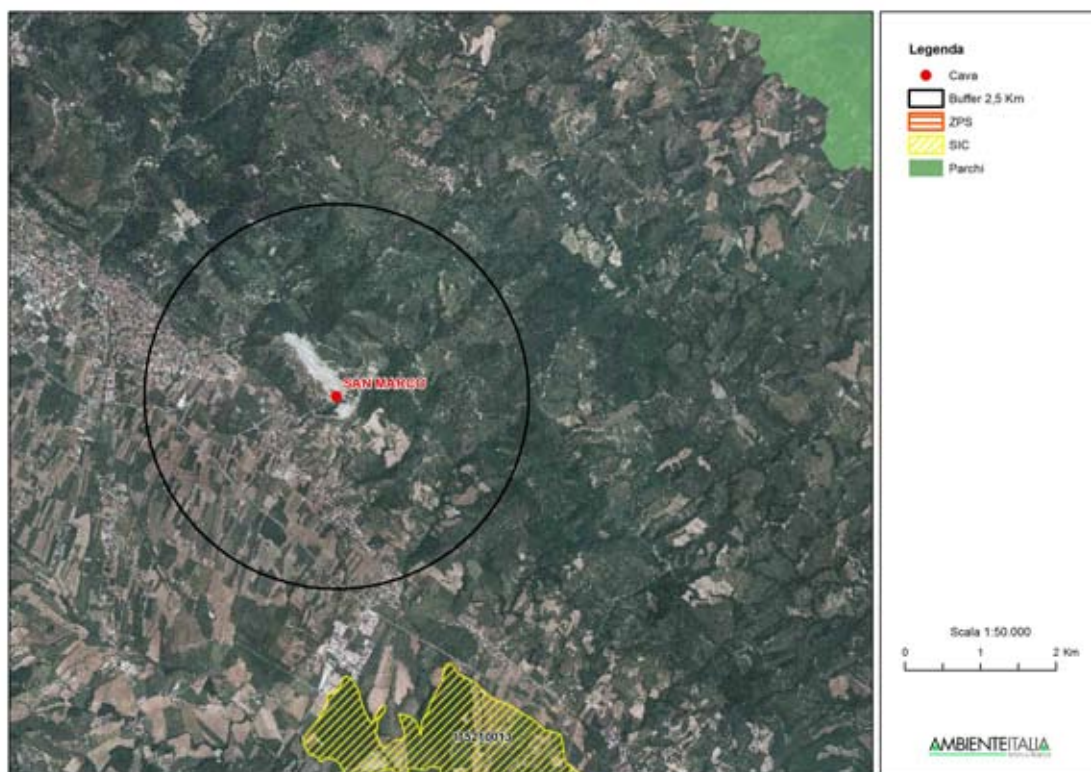 SAN MARCO
Legenda
Cava
Buffer 2,5 Km
ZPS
SIC
Parchi
Scala 1:50.000
0 1 2 Km
AMBIENTEITALIA